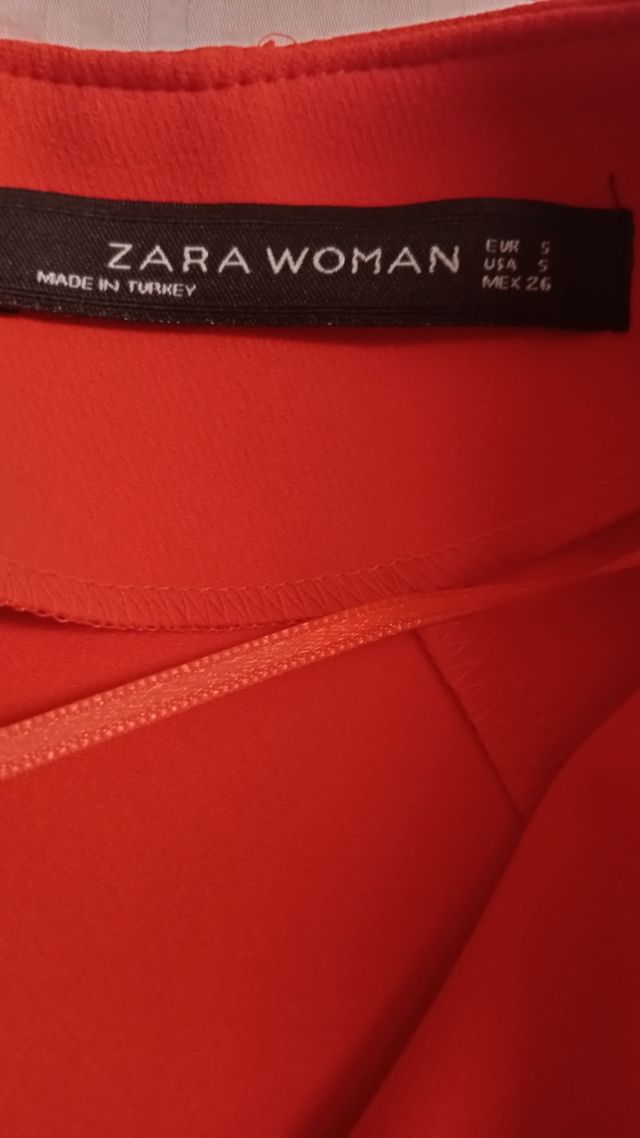 ZARA WOMAN
MADE IN TURKEY
EUR S
USA S
MEX 26